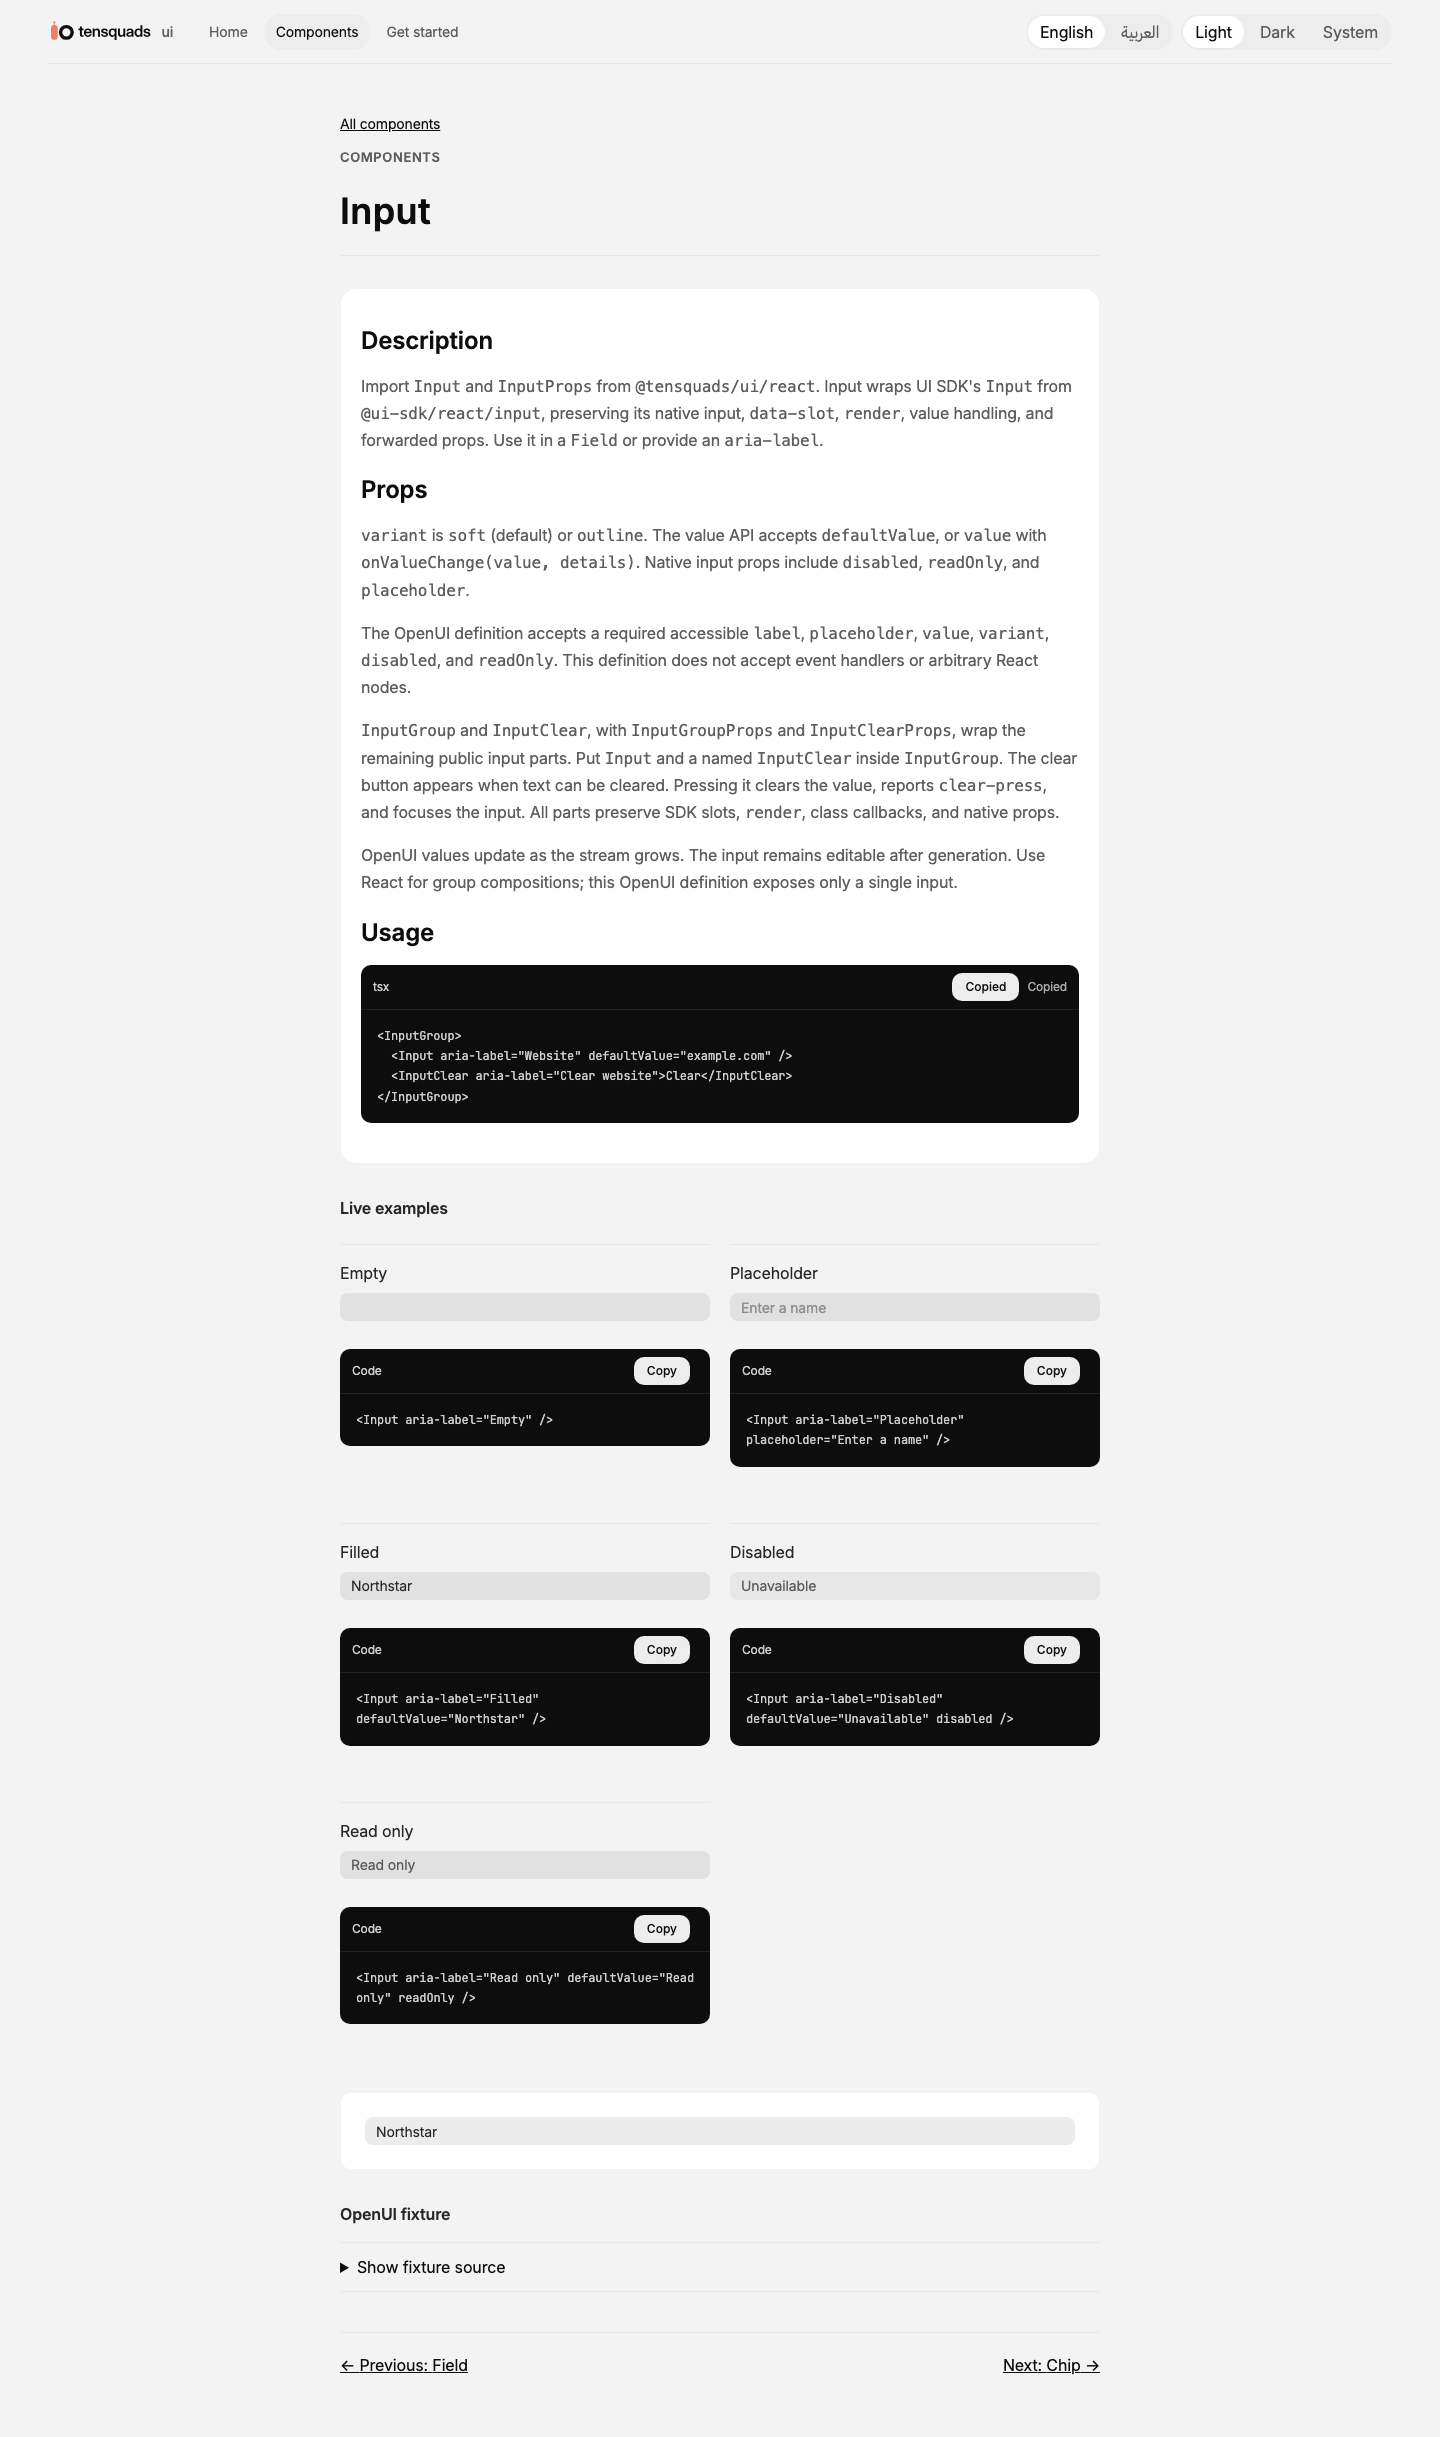 tensquads ui Home Components Get started English العربية Light Dark System
All components
COMPONENTS
Input
Description
Import Input and InputProps from @tensquads/ui/react. Input wraps UI SDK's Input from
@ui-sdk/react/input, preserving its native input, data-slot, render, value handling, and
forwarded props. Use it in a Field or provide an aria-label.
Props
variant is soft (default) or outline. The value API accepts defaultValue, or value with
onValueChange(value, details). Native input props include disabled, readOnly, and
placeholder.
The OpenUI definition accepts a required accessible label, placeholder, value, variant,
disabled, and readOnly. This definition does not accept event handlers or arbitrary React
nodes.
InputGroup and InputClear, with InputGroupProps and InputClearProps, wrap the
remaining public input parts. Put Input and a named InputClear inside InputGroup. The clear
button appears when text can be cleared. Pressing it clears the value, reports clear-press,
and focuses the input. All parts preserve SDK slots, render, class callbacks, and native props.
OpenUI values update as the stream grows. The input remains editable after generation. Use
React for group compositions; this OpenUI definition exposes only a single input.
Usage
tsx Copied Copied
<InputGroup>
  <Input aria-label="Website" defaultValue="example.com" />
  <InputClear aria-label="Clear website">Clear</InputClear>
</InputGroup>
Live examples
Empty
Code Copy
<Input aria-label="Empty" />
Placeholder
Enter a name
Code Copy
<Input aria-label="Placeholder"
placeholder="Enter a name" />
Filled
Northstar
Code Copy
<Input aria-label="Filled"
defaultValue="Northstar" />
Disabled
Unavailable
Code Copy
<Input aria-label="Disabled"
defaultValue="Unavailable" disabled />
Read only
Read only
Code Copy
<Input aria-label="Read only" defaultValue="Read
only" readOnly />
Northstar
OpenUI fixture
▶ Show fixture source
← Previous: Field Next: Chip →